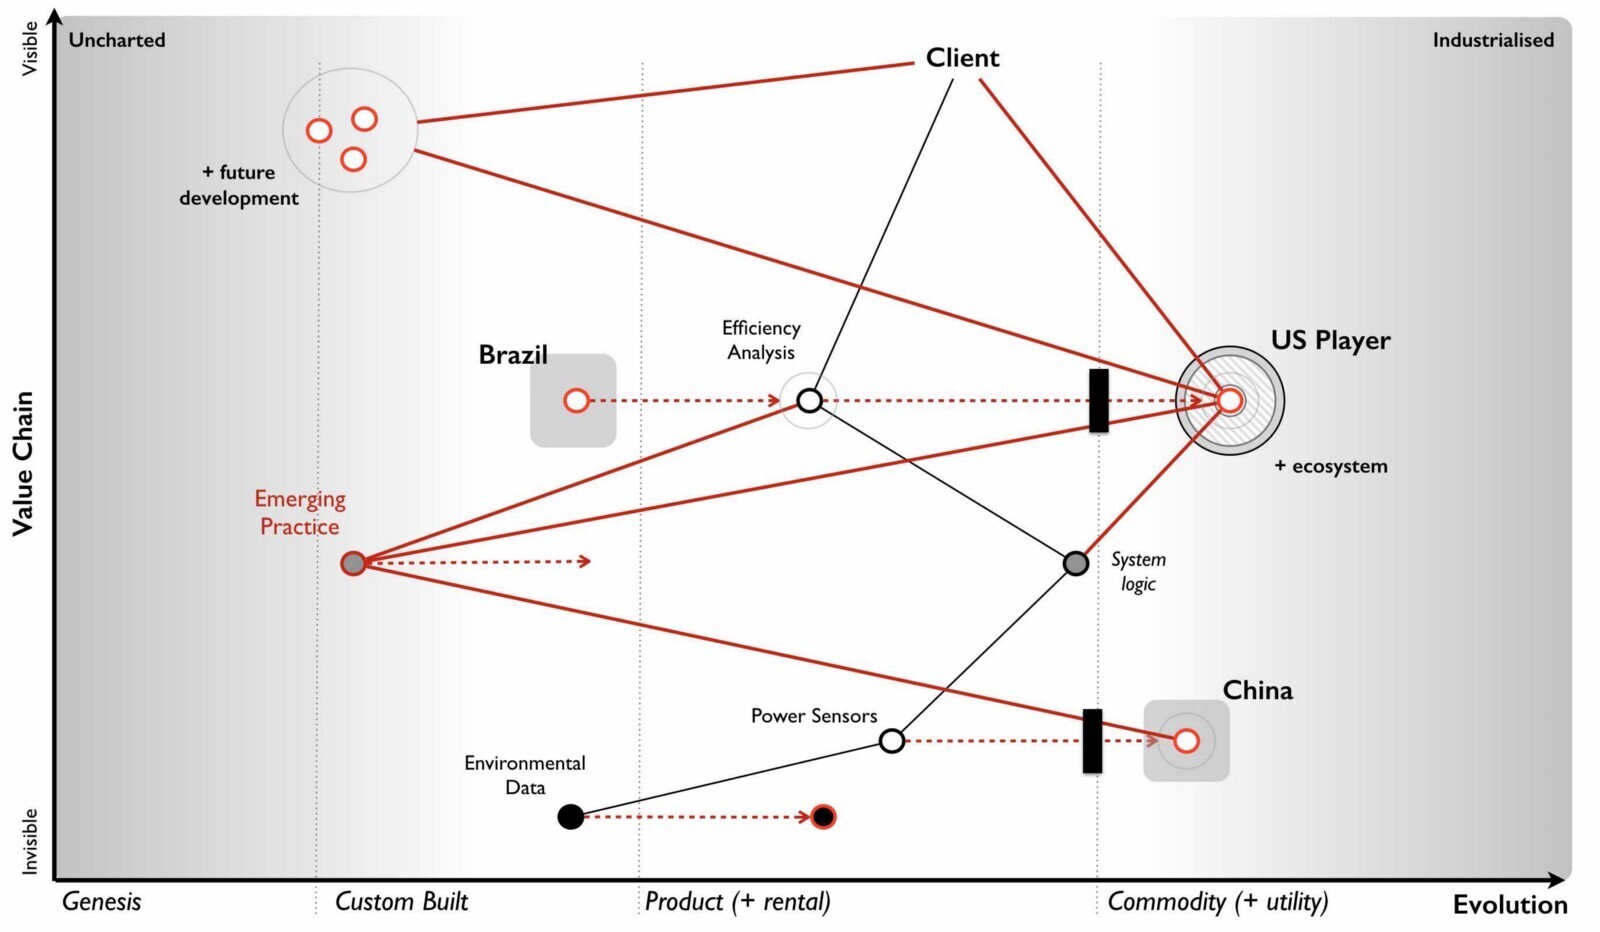 Visible
Uncharted
Client
Industrialised
+ future
development
Efficiency
Analysis
Brazil
US Player
Value Chain
+ ecosystem
Emerging
Practice
System
logic
China
Power Sensors
Environmental
Data
Invisible
Genesis
Custom Built
Product (+ rental)
Commodity (+ utility)
Evolution